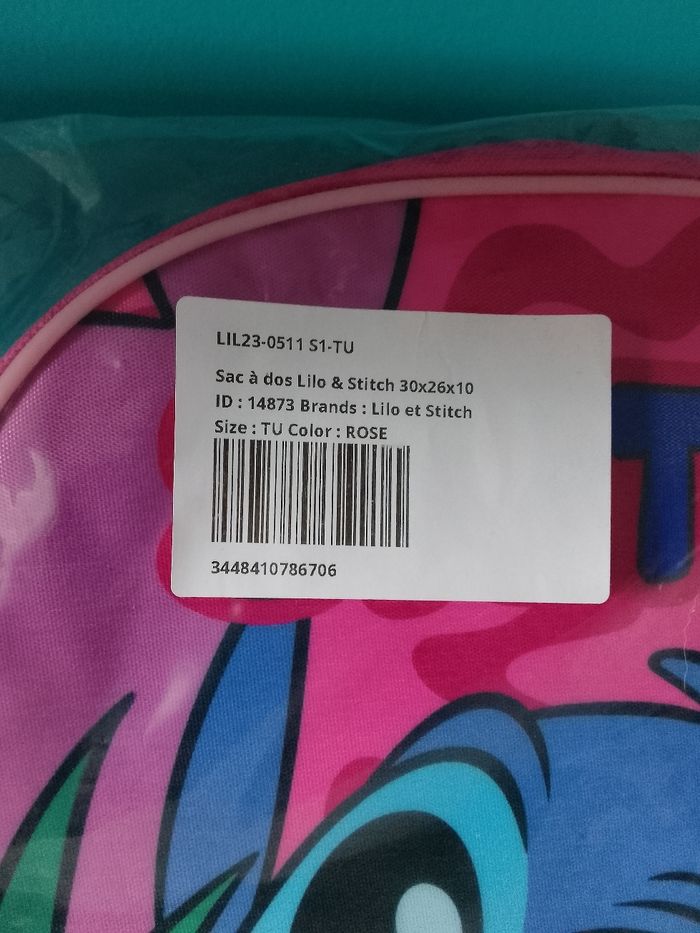 LIL23-0511 S1-TU
Sac à dos Lilo & Stitch 30x26x10
ID : 14873 Brands : Lilo et Stitch
Size : TU Color : ROSE
3448410786706